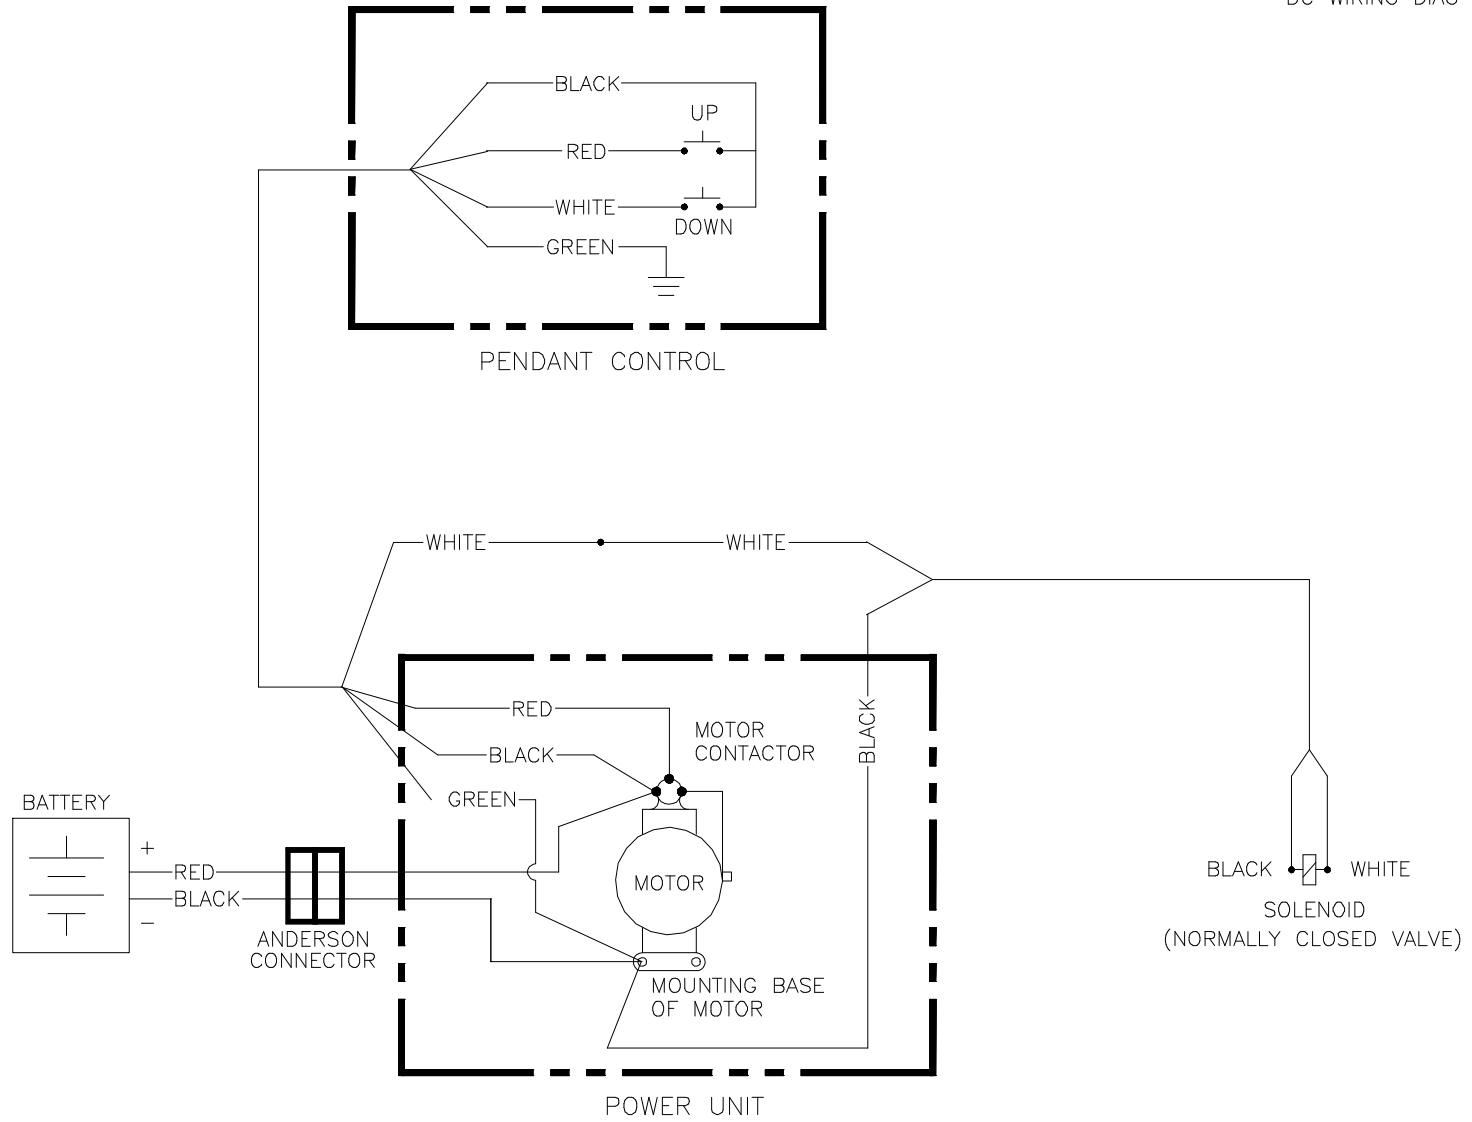 BLACK
UP
RED
WHITE
DOWN
GREEN
PENDANT CONTROL
WHITE
WHITE
RED
BLACK
MOTOR
CONTACTOR
BLACK
GREEN
BATTERY
+
RED
BLACK
−
ANDERSON
CONNECTOR
MOTOR
MOUNTING BASE
OF MOTOR
BLACK
WHITE
SOLENOID
(NORMALLY CLOSED VALVE)
POWER UNIT